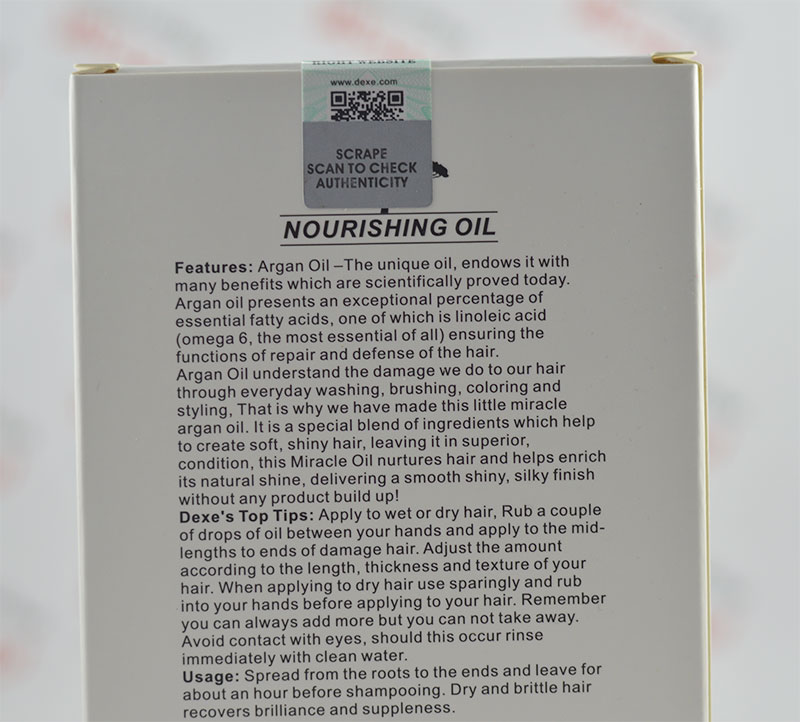 RIGHT WEBSITE
www.dexe.com
SCRAPE
SCAN TO CHECK
AUTHENTICITY
NOURISHING OIL
Features: Argan Oil –The unique oil, endows it with
many benefits which are scientifically proved today.
Argan oil presents an exceptional percentage of
essential fatty acids, one of which is linoleic acid
(omega 6, the most essential of all) ensuring the
functions of repair and defense of the hair.
Argan Oil understand the damage we do to our hair
through everyday washing, brushing, coloring and
styling, That is why we have made this little miracle
argan oil. It is a special blend of ingredients which help
to create soft, shiny hair, leaving it in superior,
condition, this Miracle Oil nurtures hair and helps enrich
its natural shine, delivering a smooth shiny, silky finish
without any product build up!
Dexe's Top Tips: Apply to wet or dry hair, Rub a couple
of drops of oil between your hands and apply to the mid-
lengths to ends of damage hair. Adjust the amount
according to the length, thickness and texture of your
hair. When applying to dry hair use sparingly and rub
into your hands before applying to your hair. Remember
you can always add more but you can not take away.
Avoid contact with eyes, should this occur rinse
immediately with clean water.
Usage: Spread from the roots to the ends and leave for
about an hour before shampooing. Dry and brittle hair
recovers brilliance and suppleness.